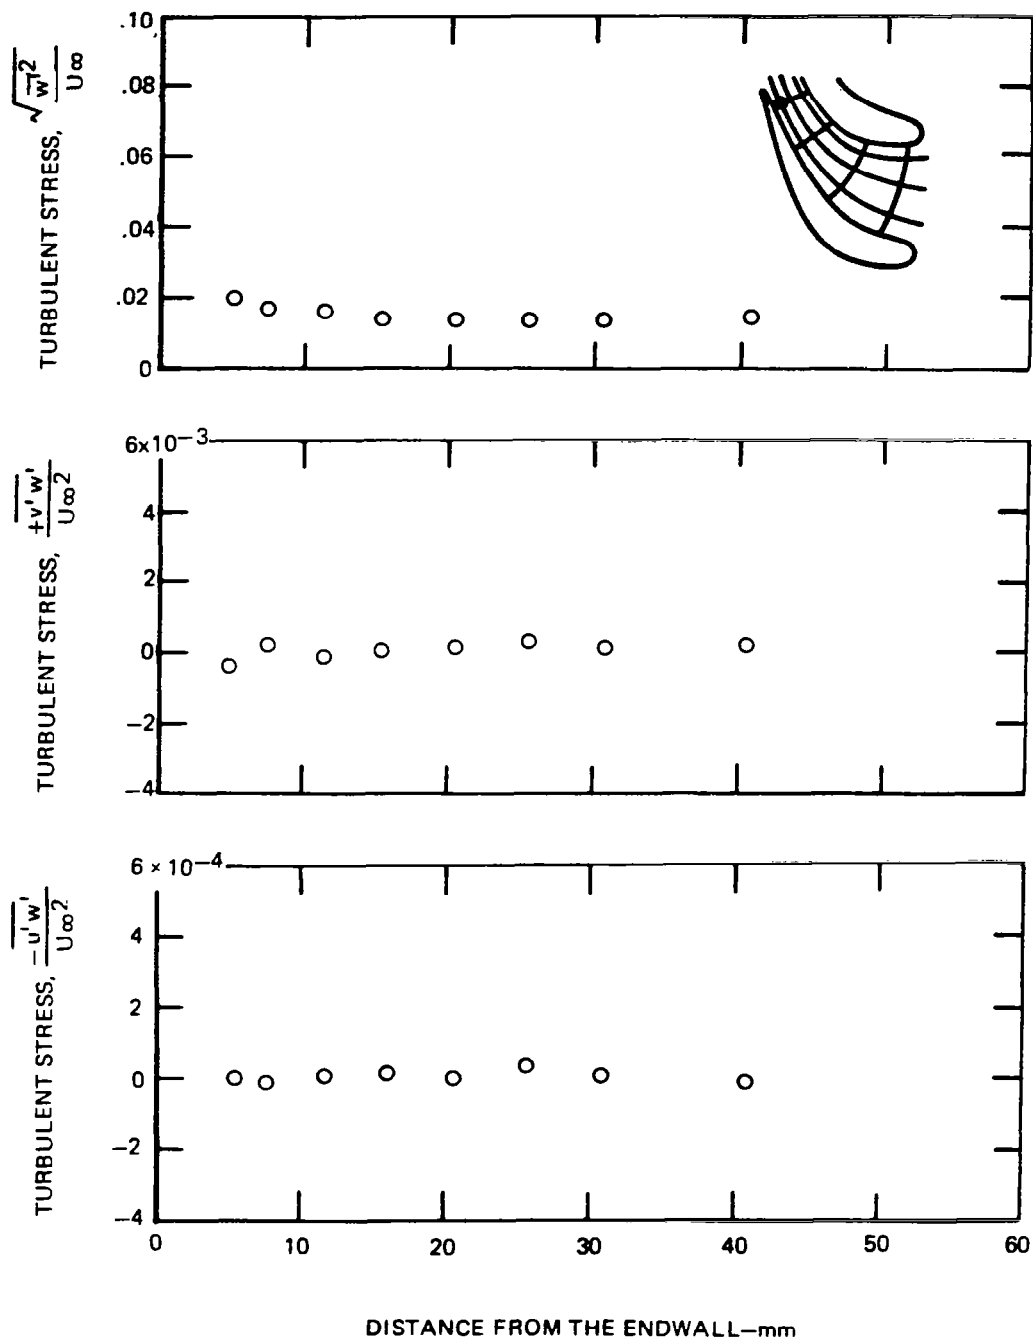 .10
.08
.06
.04
.02
0
TURBULENT STRESS, √w'² / U∞
6×10−3
4
2
0
−2
−4
TURBULENT STRESS, +v' w' / U∞2
6 × 10−4
4
2
0
−2
−4
TURBULENT STRESS, −u' w' / U∞2
0 10 20 30 40 50 60
DISTANCE FROM THE ENDWALL—mm